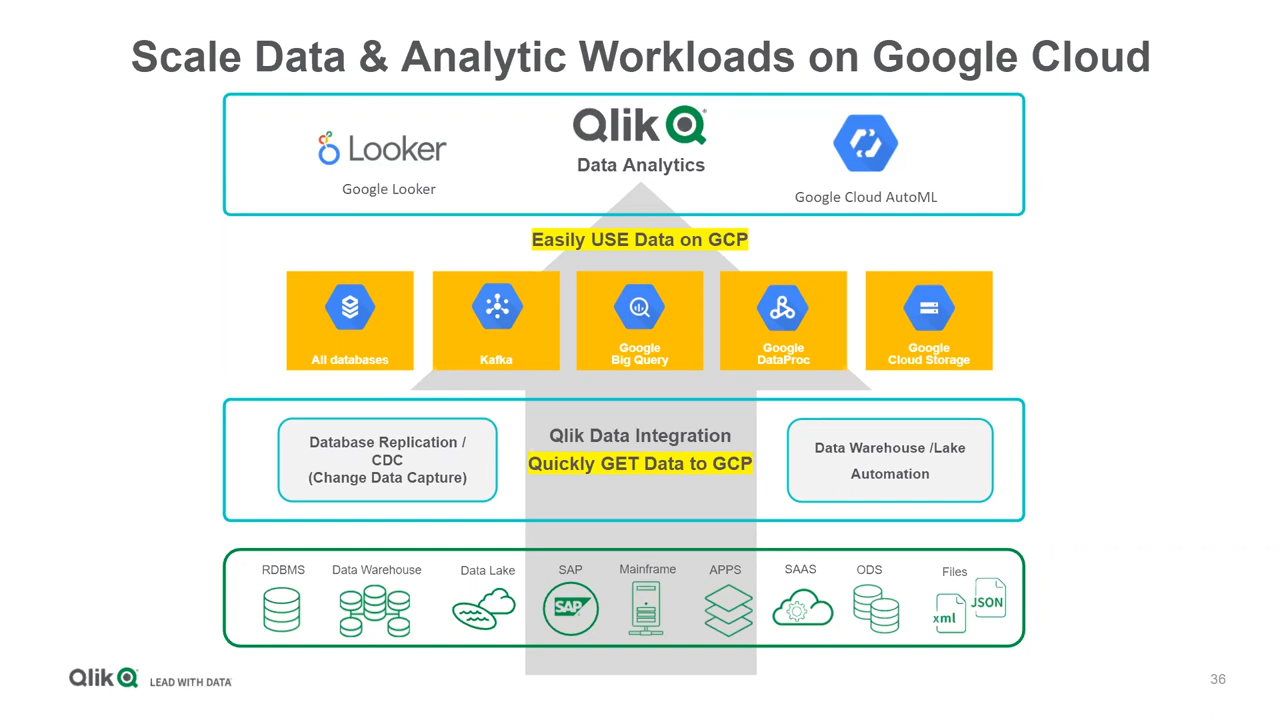 Scale Data & Analytic Workloads on Google Cloud
Looker
Google Looker
Qlik
Data Analytics
Google Cloud AutoML
Easily USE Data on GCP
All databases
Kafka
Google
Big Query
Google
DataProc
Google
Cloud Storage
Database Replication /
CDC
(Change Data Capture)
Qlik Data Integration
Quickly GET Data to GCP
Data Warehouse /Lake
Automation
RDBMS
Data Warehouse
Data Lake
SAP
SAP
Mainframe
APPS
SAAS
ODS
Files
xml
JSON
Qlik
LEAD WITH DATA
36